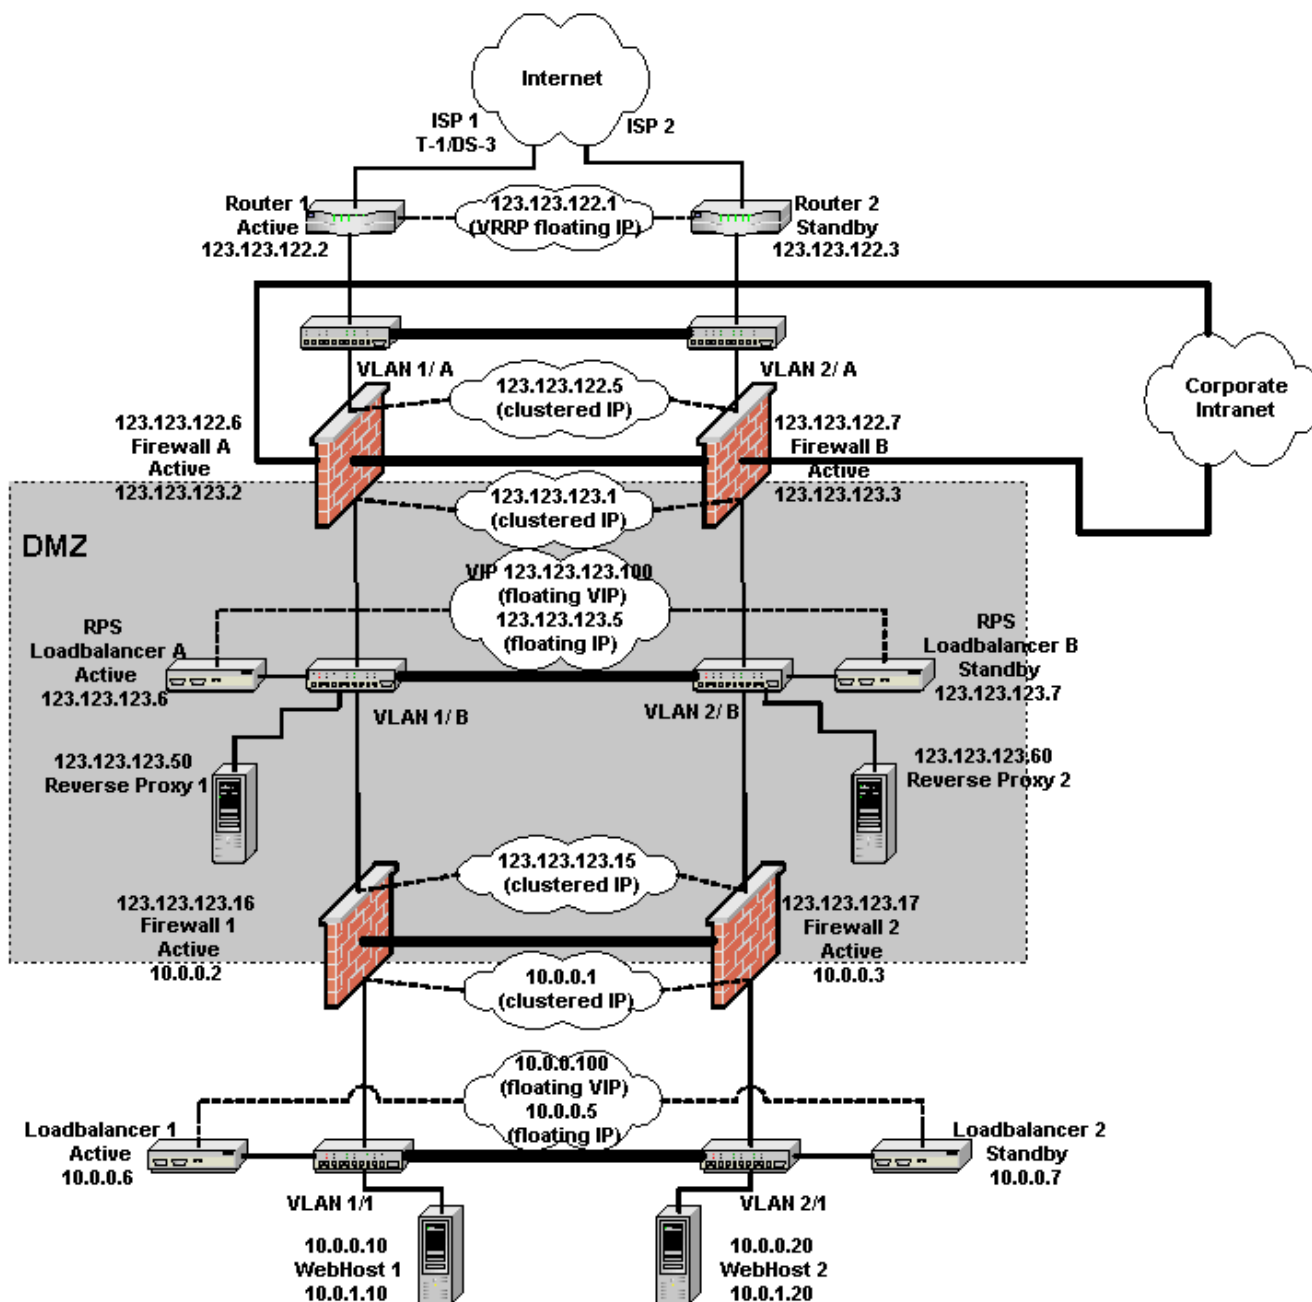 Internet
ISP 1
T-1/DS-3
ISP 2
Router 1
Active
123.123.122.2
123.123.122.1
(VRRP floating IP)
Router 2
Standby
123.123.122.3
VLAN 1/ A
VLAN 2/ A
123.123.122.5
(clustered IP)
Corporate
Intranet
123.123.122.6
Firewall A
Active
123.123.123.2
123.123.122.7
Firewall B
Active
123.123.123.3
123.123.123.1
(clustered IP)
DMZ
VIP 123.123.123.100
(floating VIP)
123.123.123.5
(floating IP)
RPS
Loadbalancer A
Active
123.123.123.6
RPS
Loadbalancer B
Standby
123.123.123.7
VLAN 1/ B
VLAN 2/ B
123.123.123.50
Reverse Proxy 1
123.123.123.60
Reverse Proxy 2
123.123.123.15
(clustered IP)
123.123.123.16
Firewall 1
Active
10.0.0.2
123.123.123.17
Firewall 2
Active
10.0.0.3
10.0.0.1
(clustered IP)
10.0.0.100
(floating VIP)
10.0.0.5
(floating IP)
Loadbalancer 1
Active
10.0.0.6
Loadbalancer 2
Standby
10.0.0.7
VLAN 1/1
VLAN 2/1
10.0.0.10
WebHost 1
10.0.1.10
10.0.0.20
WebHost 2
10.0.1.20